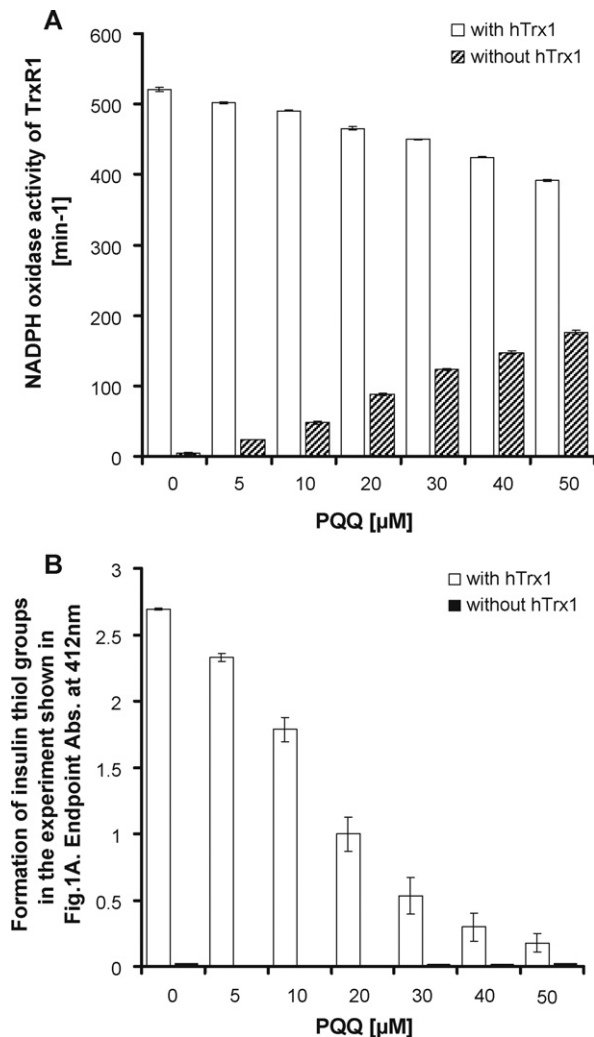 A
with hTrx1
without hTrx1
NADPH oxidase activity of TrxR1
[min-1]
600
500
400
300
200
100
0
0 5 10 20 30 40 50
PQQ [µM]
B
with hTrx1
without hTrx1
Formation of insulin thiol groups
in the experiment shown in
Fig.1A. Endpoint Abs. at 412nm
3
2.5
2
1.5
1
0.5
0
0 5 10 20 30 40 50
PQQ [µM]